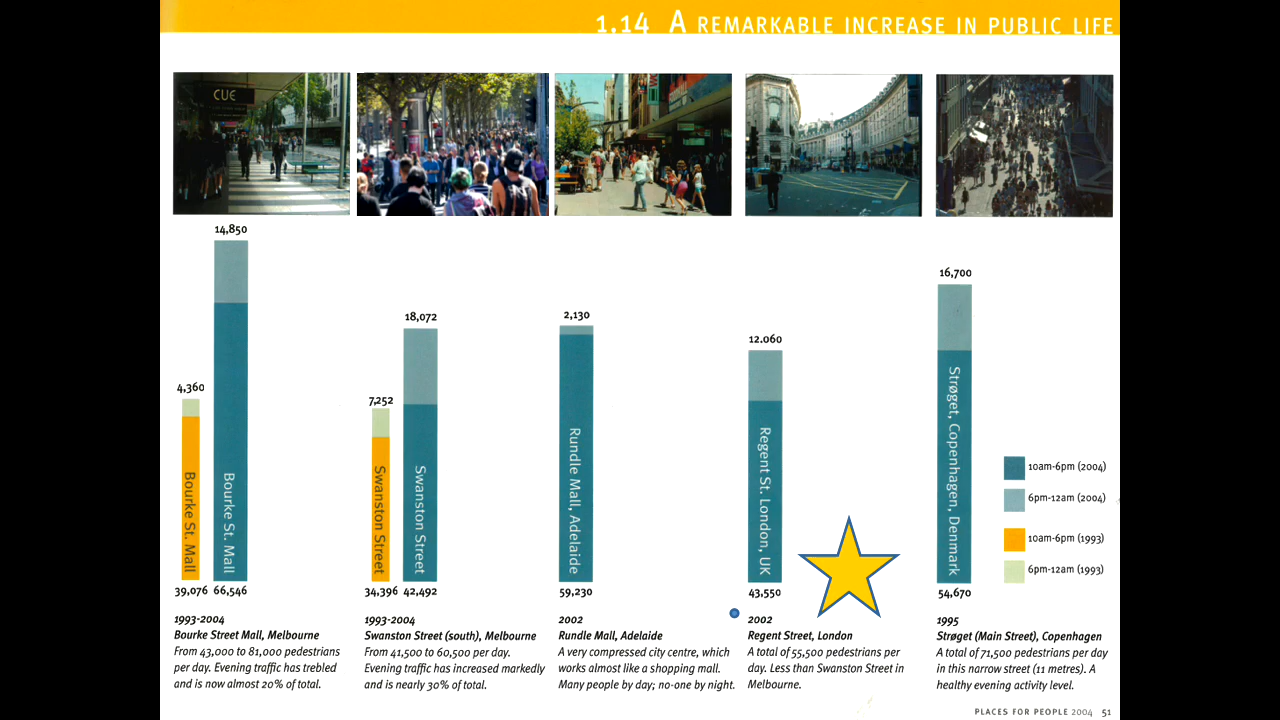 1.14 A REMARKABLE INCREASE IN PUBLIC LIFE
CUE
14,850
4,360
Bourke St. Mall
Bourke St. Mall
39,076 66,546
18,072
7,252
Swanston Street
Swanston Street
34,396 42,492
2,130
Rundle Mall, Adelaide
59,230
12.060
Regent St. London, UK
43,550
16,700
Strøget, Copenhagen, Denmark
54,670
10am-6pm (2004)
6pm-12am (2004)
10am-6pm (1993)
6pm-12am (1993)
1993-2004
Bourke Street Mall, Melbourne
From 43,000 to 81,000 pedestrians
per day. Evening traffic has trebled
and is now almost 20% of total.
1993-2004
Swanston Street (south), Melbourne
From 41,500 to 60,500 per day.
Evening traffic has increased markedly
and is nearly 30% of total.
2002
Rundle Mall, Adelaide
A very compressed city centre, which
works almost like a shopping mall.
Many people by day; no-one by night.
2002
Regent Street, London
A total of 55,500 pedestrians per
day. Less than Swanston Street in
Melbourne.
1995
Strøget (Main Street), Copenhagen
A total of 71,500 pedestrians per day
in this narrow street (11 metres). A
healthy evening activity level.
PLACES FOR PEOPLE 2004 51